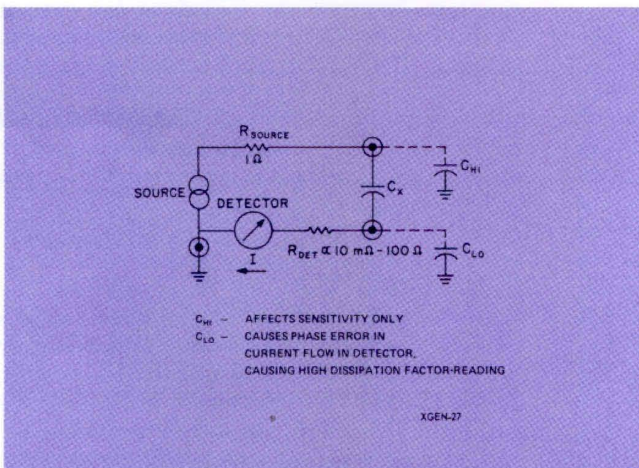 R SOURCE
1 Ω
SOURCE
DETECTOR
I
C X
C HI
R DET ∝ 10 mΩ - 100 Ω
C LO
C HI - AFFECTS SENSITIVITY ONLY
C LO - CAUSES PHASE ERROR IN
CURRENT FLOW IN DETECTOR,
CAUSING HIGH DISSIPATION FACTOR-READING
XGEN-27